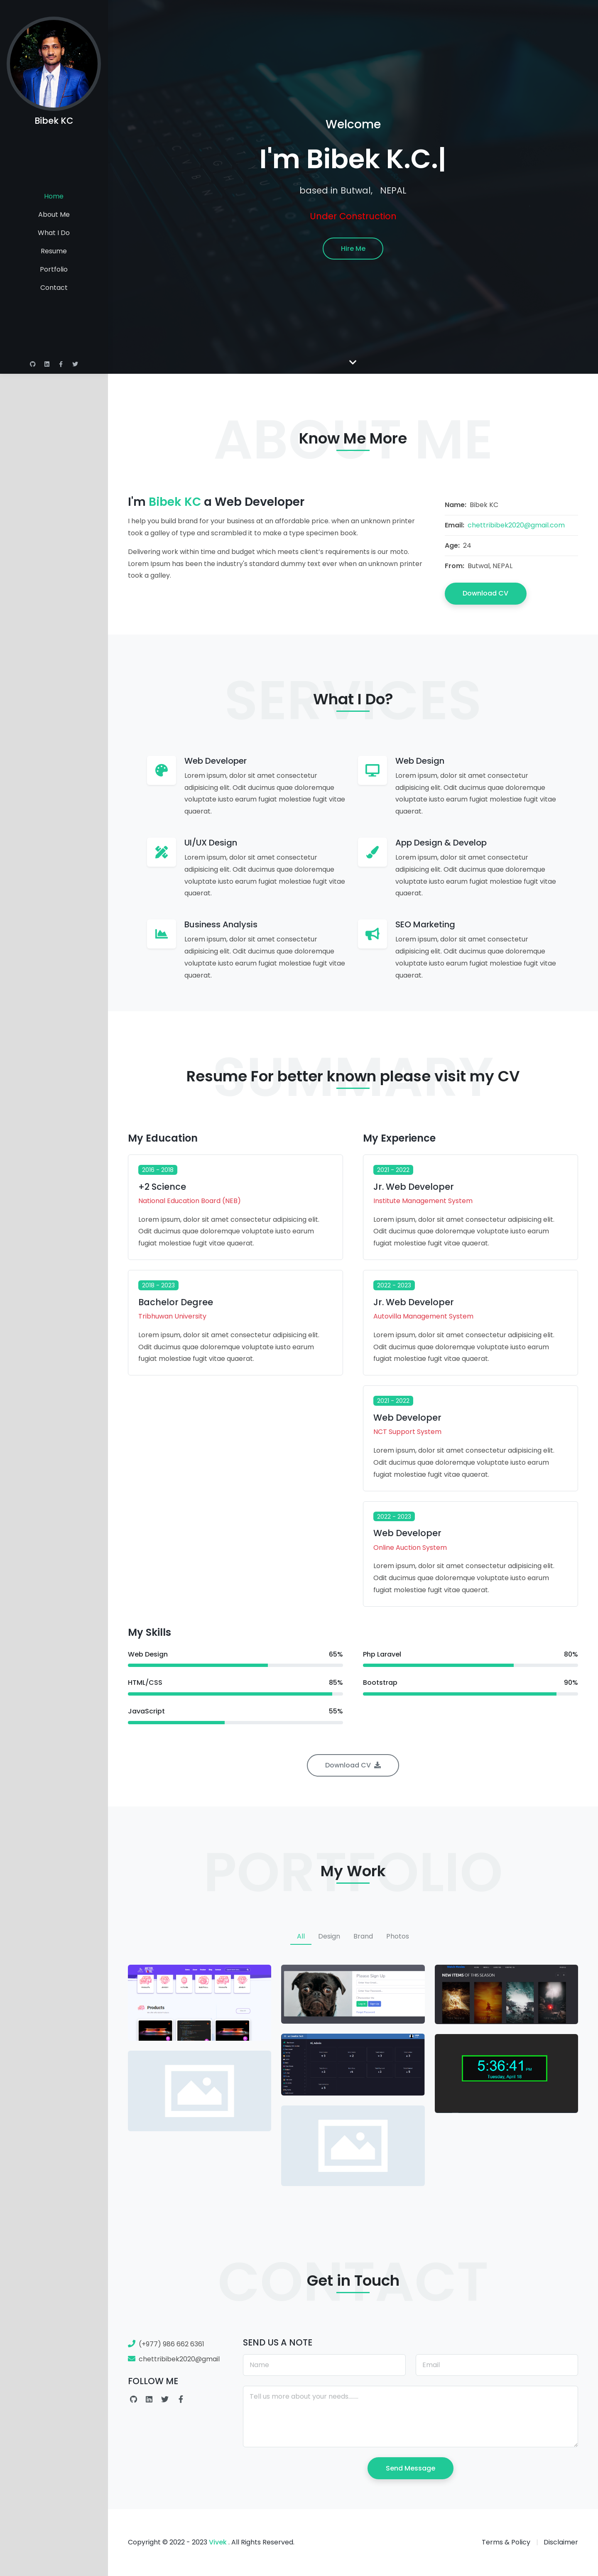 Bibek KC
Home
About Me
What I Do
Resume
Portfolio
Contact
Welcome
I'm Bibek K.C.|
based in Butwal, NEPAL
Under Construction
Hire Me
ABOUT ME
Know Me More
I'm Bibek KC a Web Developer
I help you build brand for your business at an affordable price. when an unknown printer
took a galley of type and scrambled it to make a type specimen book.
Delivering work within time and budget which meets client's requirements is our moto.
Lorem Ipsum has been the industry's standard dummy text ever when an unknown printer
took a galley.
Name: Bibek KC
Email: chettribibek2020@gmail.com
Age: 24
From: Butwal, NEPAL
Download CV
SERVICES
What I Do?
Web Developer
Lorem ipsum, dolor sit amet consectetur
adipisicing elit. Odit ducimus quae doloremque
voluptate iusto earum fugiat molestiae fugit vitae
quaerat.
Web Design
Lorem ipsum, dolor sit amet consectetur
adipisicing elit. Odit ducimus quae doloremque
voluptate iusto earum fugiat molestiae fugit vitae
quaerat.
UI/UX Design
Lorem ipsum, dolor sit amet consectetur
adipisicing elit. Odit ducimus quae doloremque
voluptate iusto earum fugiat molestiae fugit vitae
quaerat.
App Design & Develop
Lorem ipsum, dolor sit amet consectetur
adipisicing elit. Odit ducimus quae doloremque
voluptate iusto earum fugiat molestiae fugit vitae
quaerat.
Business Analysis
Lorem ipsum, dolor sit amet consectetur
adipisicing elit. Odit ducimus quae doloremque
voluptate iusto earum fugiat molestiae fugit vitae
quaerat.
SEO Marketing
Lorem ipsum, dolor sit amet consectetur
adipisicing elit. Odit ducimus quae doloremque
voluptate iusto earum fugiat molestiae fugit vitae
quaerat.
SUMMARY
Resume For better known please visit my CV
My Education
2016 - 2018
+2 Science
National Education Board (NEB)
Lorem ipsum, dolor sit amet consectetur adipisicing elit.
Odit ducimus quae doloremque voluptate iusto earum
fugiat molestiae fugit vitae quaerat.
2018 - 2023
Bachelor Degree
Tribhuwan University
Lorem ipsum, dolor sit amet consectetur adipisicing elit.
Odit ducimus quae doloremque voluptate iusto earum
fugiat molestiae fugit vitae quaerat.
My Experience
2021 - 2022
Jr. Web Developer
Institute Management System
Lorem ipsum, dolor sit amet consectetur adipisicing elit.
Odit ducimus quae doloremque voluptate iusto earum
fugiat molestiae fugit vitae quaerat.
2022 - 2023
Jr. Web Developer
Autovilla Management System
Lorem ipsum, dolor sit amet consectetur adipisicing elit.
Odit ducimus quae doloremque voluptate iusto earum
fugiat molestiae fugit vitae quaerat.
2021 - 2022
Web Developer
NCT Support System
Lorem ipsum, dolor sit amet consectetur adipisicing elit.
Odit ducimus quae doloremque voluptate iusto earum
fugiat molestiae fugit vitae quaerat.
2022 - 2023
Web Developer
Online Auction System
Lorem ipsum, dolor sit amet consectetur adipisicing elit.
Odit ducimus quae doloremque voluptate iusto earum
fugiat molestiae fugit vitae quaerat.
My Skills
Web Design 65%
Php Laravel 80%
HTML/CSS 85%
Bootstrap 90%
JavaScript 55%
Download CV
PORTFOLIO
My Work
All Design Brand Photos
Products
Please Sign Up
NEW ITEMS OF THIS SEASON
5:36:41 PM
Tuesday, April 18
CONTACT
Get in Touch
(+977) 986 662 6361
chettribibek2020@gmail
FOLLOW ME
SEND US A NOTE
Name
Email
Tell us more about your needs........
Send Message
Copyright © 2022 - 2023 Vivek . All Rights Reserved.
Terms & Policy
Disclaimer